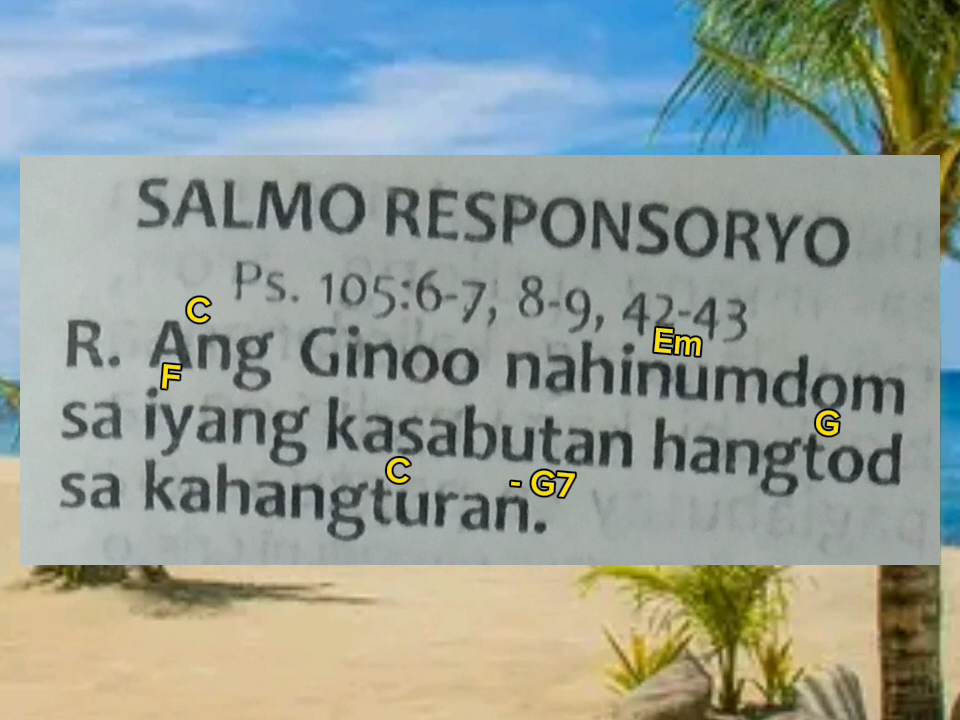 SALMO RESPONSORYO
Ps. 105:6-7, 8-9, 42-43
C Em
R. Ang Ginoo nahinumdom
F G
sa iyang kasabutan hangtod
C - G7
sa kahangturan.